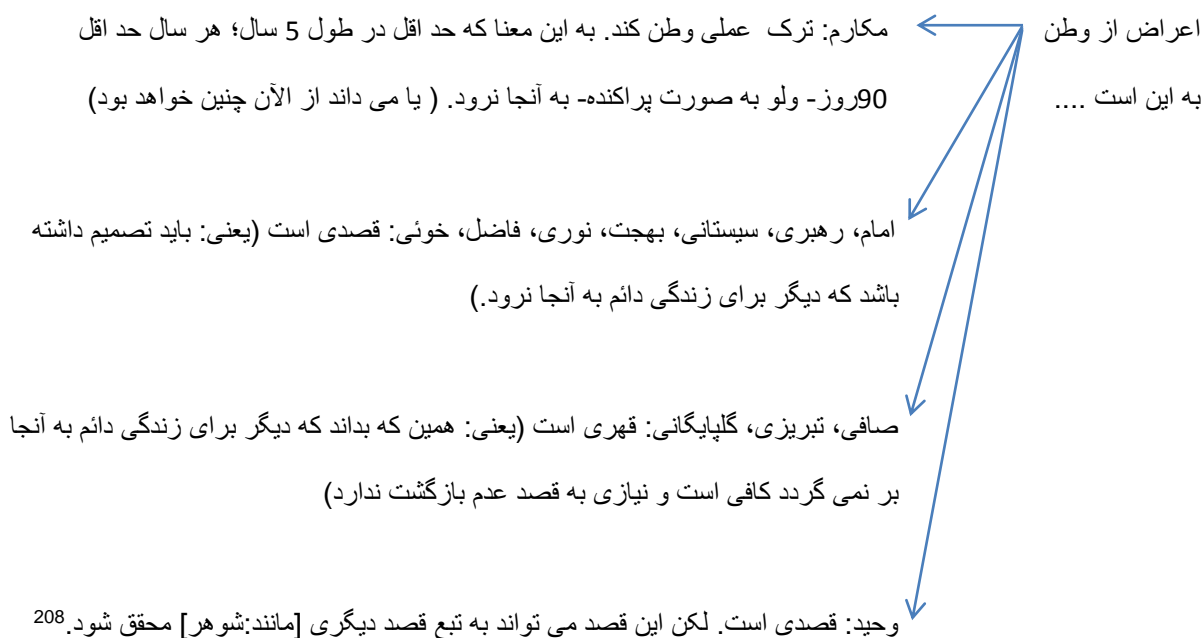 اعراض از وطن
به این است ....
مکارم: ترک عملی وطن کند. به این معنا که حد اقل در طول 5 سال؛ هر سال حد اقل
90روز- ولو به صورت پراکنده- به آنجا نرود. ( یا می داند از الآن چنین خواهد بود)
امام، رهبری، سیستانی، بهجت، نوری، فاضل، خوئی: قصدی است (یعنی: باید تصمیم داشته
باشد که دیگر برای زندگی دائم به آنجا نرود.)
صافی، تبریزی، گلپایگانی: قهری است (یعنی: همین که بداند که دیگر برای زندگی دائم به آنجا
بر نمی گردد کافی است و نیازی به قصد عدم بازگشت ندارد)
وحید: قصدی است. لکن این قصد می تواند به تبع قصد دیگری [مانند:شوهر] محقق شود.208